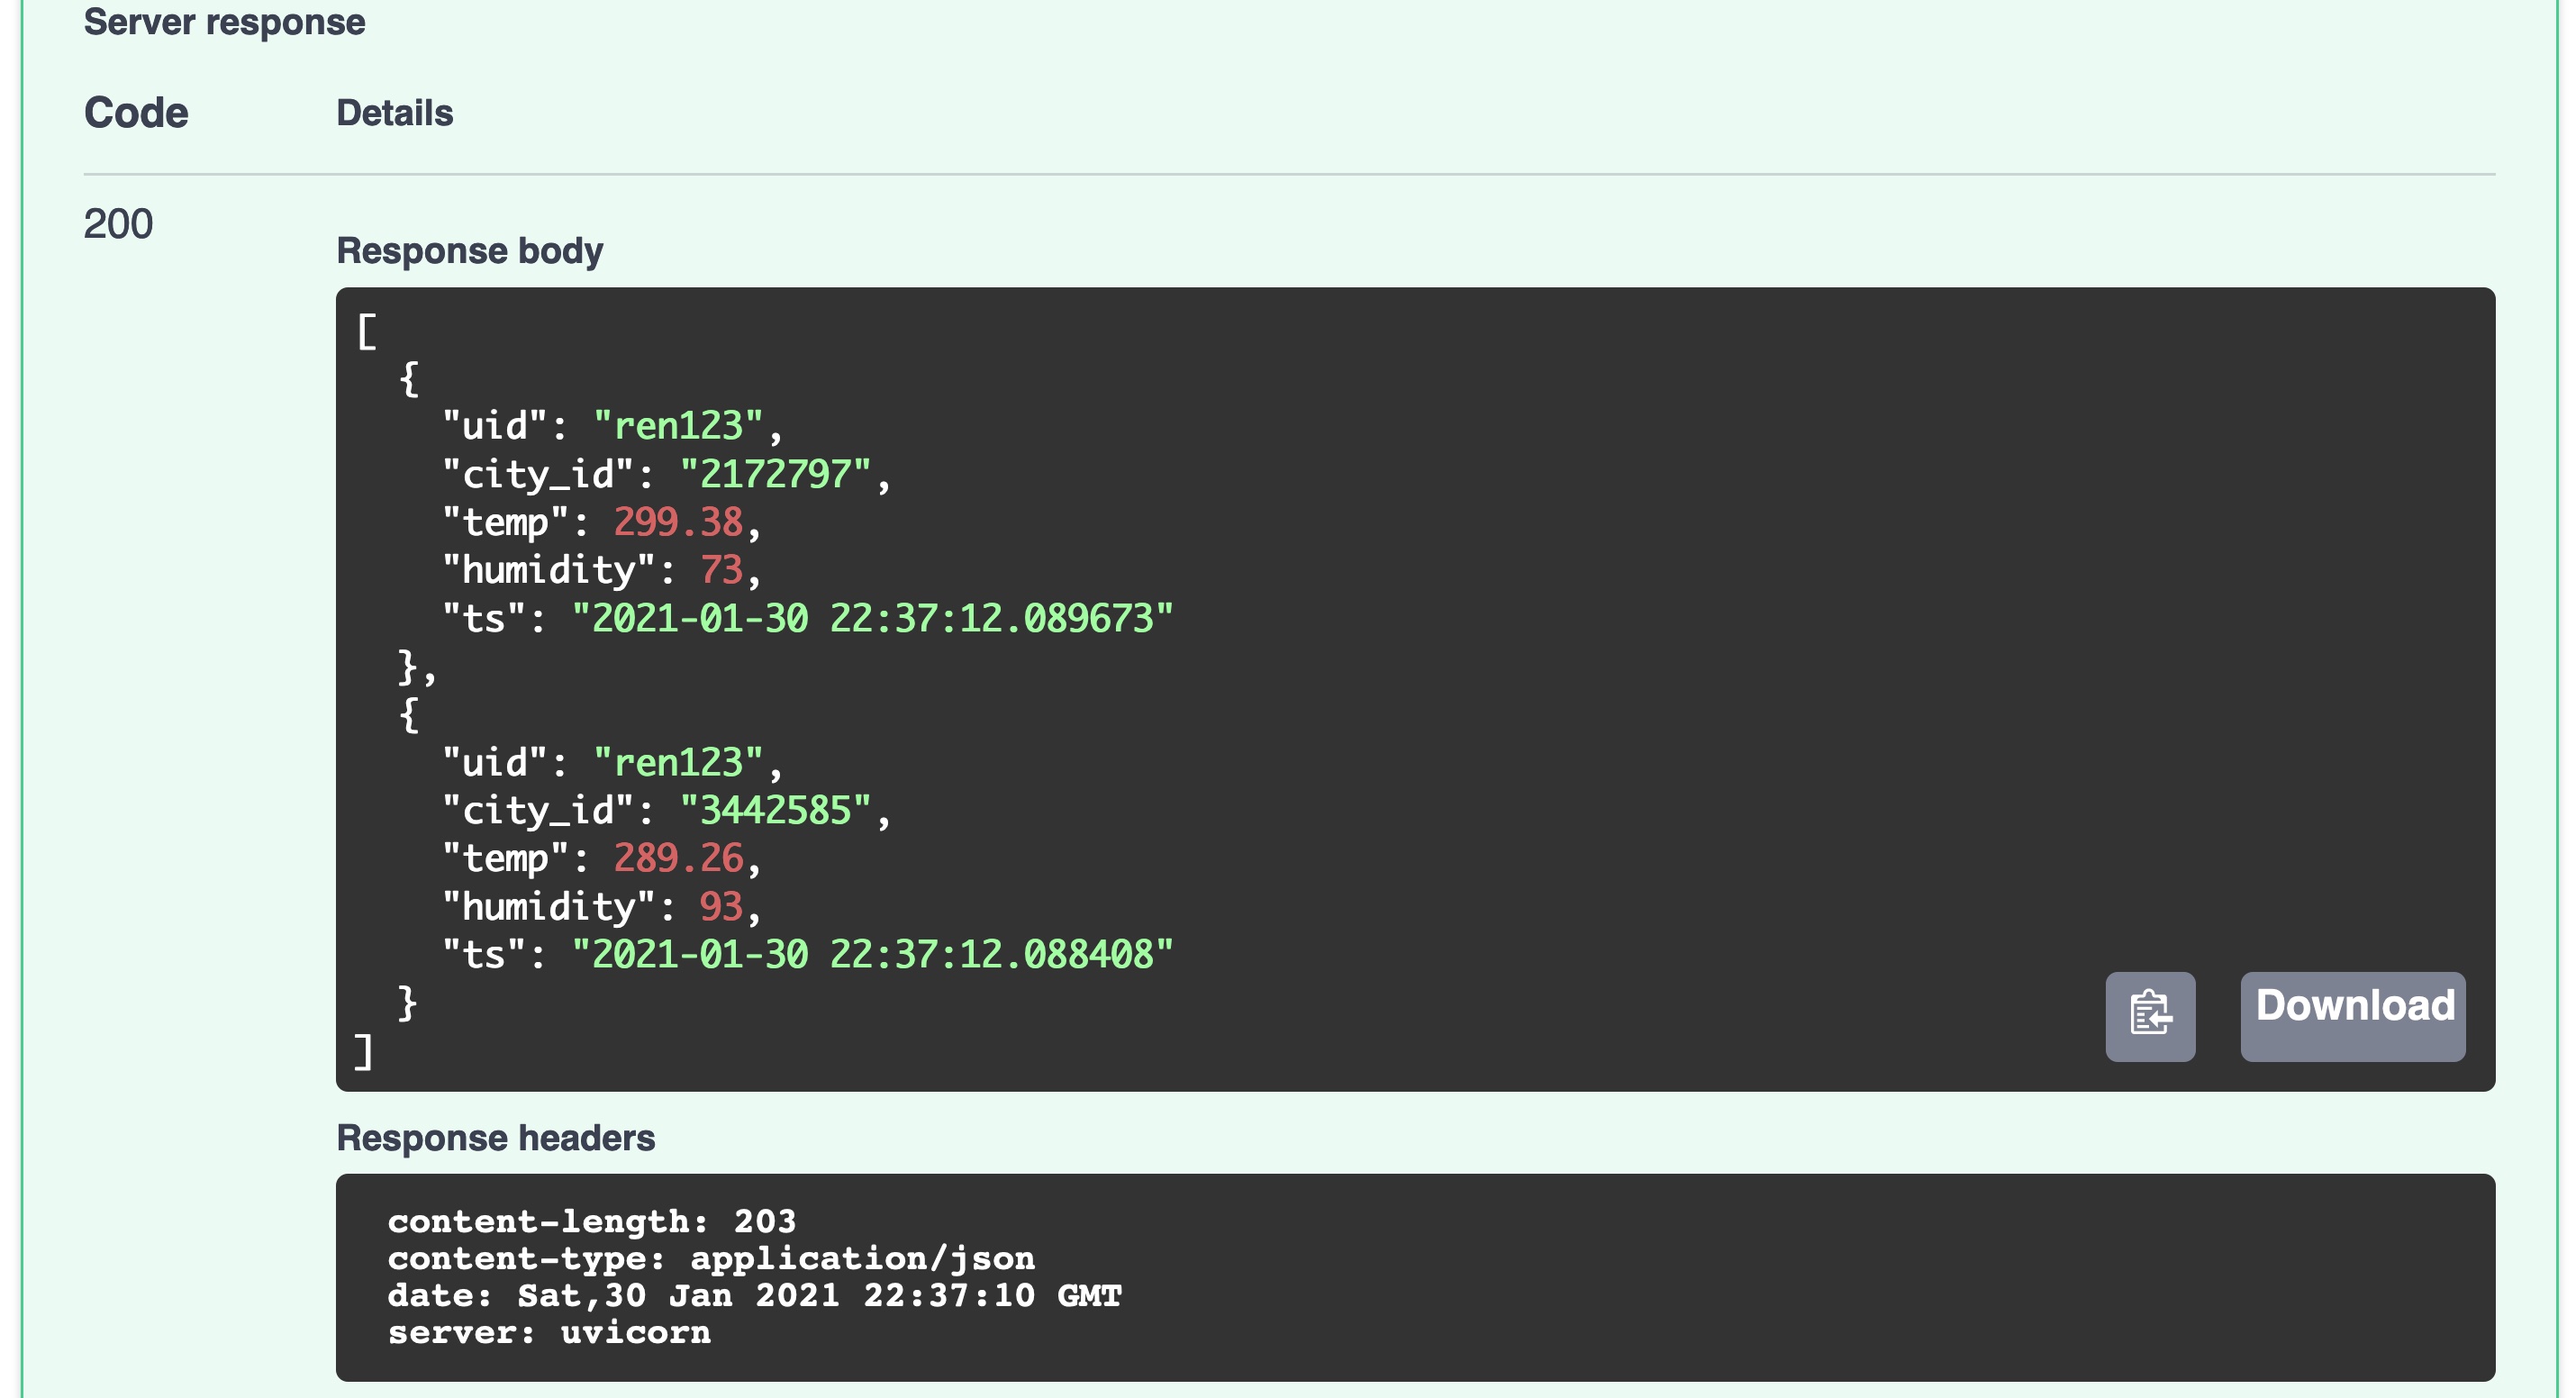 Server response
Code Details
200
Response body
[
  {
    "uid": "ren123",
    "city_id": "2172797",
    "temp": 299.38,
    "humidity": 73,
    "ts": "2021-01-30 22:37:12.089673"
  },
  {
    "uid": "ren123",
    "city_id": "3442585",
    "temp": 289.26,
    "humidity": 93,
    "ts": "2021-01-30 22:37:12.088408"
  }
]
Download
Response headers
content-length: 203
content-type: application/json
date: Sat,30 Jan 2021 22:37:10 GMT
server: uvicorn